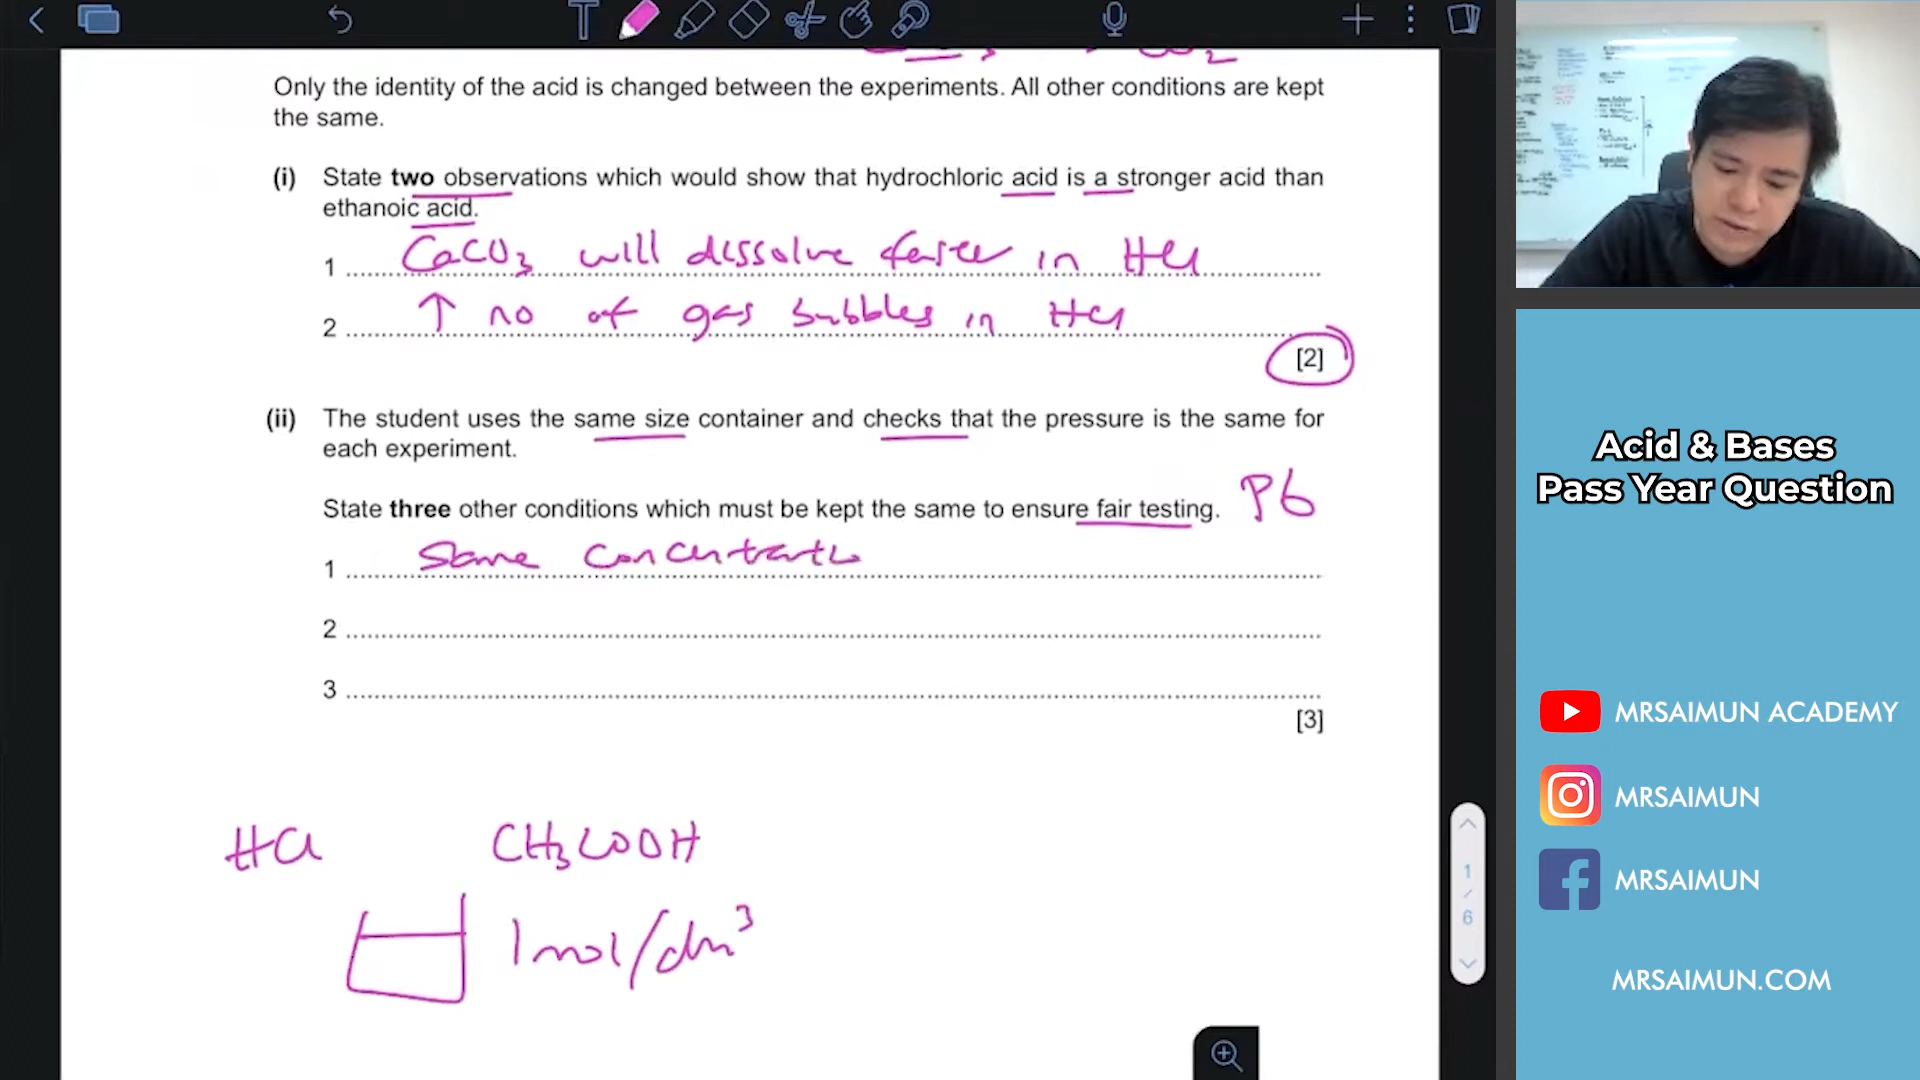 Only the identity of the acid is changed between the experiments. All other conditions are kept
the same.
(i) State two observations which would show that hydrochloric acid is a stronger acid than
ethanoic acid.
1 CaCO3 will dissolve faster in HCl
2 ↑ no of gas bubbles in HCl
[2]
(ii) The student uses the same size container and checks that the pressure is the same for
each experiment.
State three other conditions which must be kept the same to ensure fair testing. P6
1 Same concentratio
2
3
[3]
HCl CH3COOH
1mol/dm3
1
/
6
Acid & Bases
Pass Year Question
MRSAIMUN ACADEMY
MRSAIMUN
MRSAIMUN
MRSAIMUN.COM